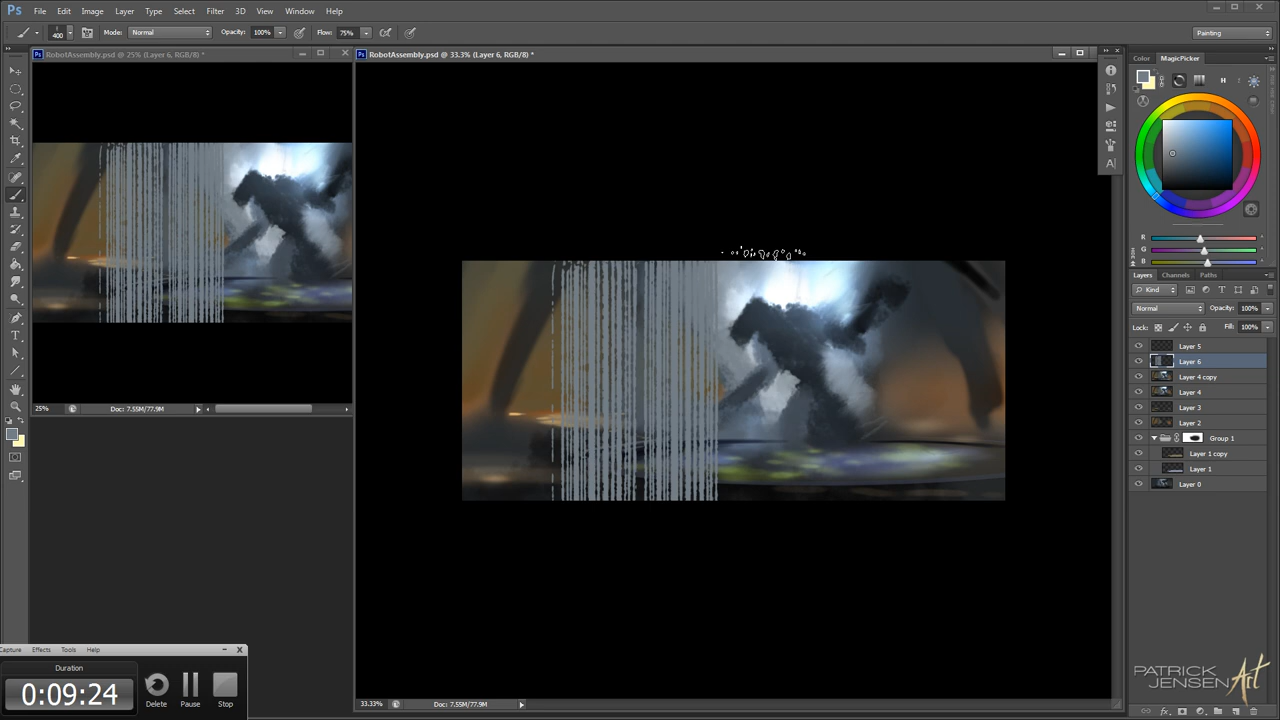 Ps File Edit Image Layer Type Select Filter 3D View Window Help
400 Mode: Normal Opacity: 100% Flow: 75% Painting
RobotAssembly.psd @ 25% (Layer 6, RGB/8) *
RobotAssembly.psd @ 33.3% (Layer 6, RGB/8) *
Color MagicPicker
H
R
G
B
Layers Channels Paths
Kind
Normal Opacity: 100%
Lock: Fill: 100%
Layer 5
Layer 6
Layer 4 copy
Layer 4
Layer 3
Layer 2
Group 1
Layer 1 copy
Layer 1
Layer 0
25% Doc: 7.55M/77.9M
Capture Effects Tools Help
Duration
0:09:24
Delete Pause Stop
33.33% Doc: 7.55M/77.9M
PATRICK
JENSEN Art